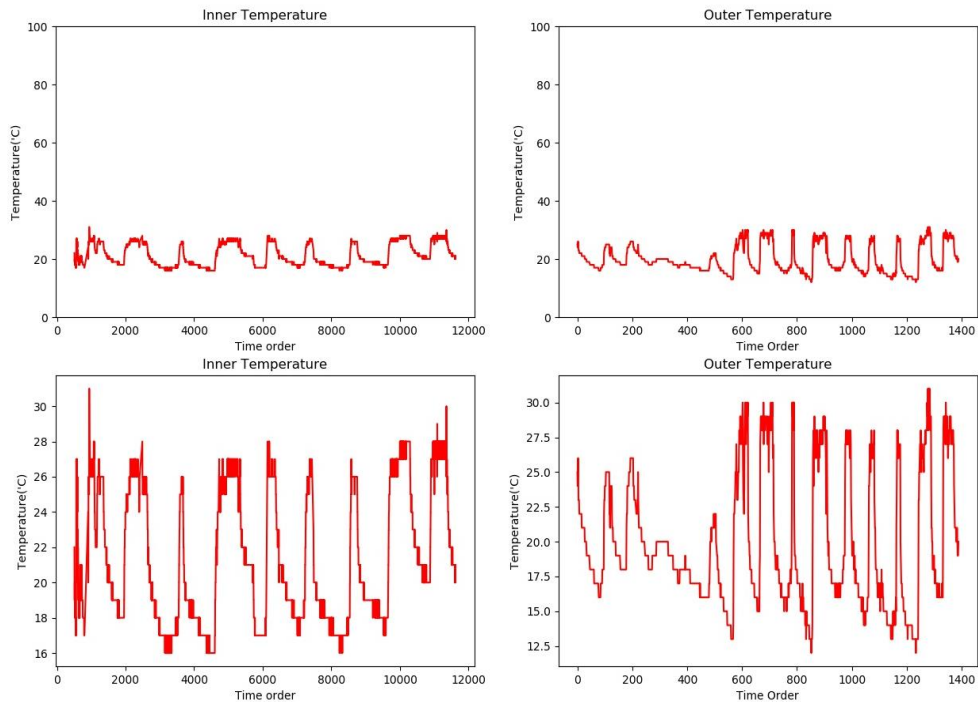 Inner Temperature
100
80
60
40
20
0
Temperature('C)
0 2000 4000 6000 8000 10000 12000
Time order
Outer Temperature
100
80
60
40
20
0
Temperature('C)
0 200 400 600 800 1000 1200 1400
Time Order
Inner Temperature
30
28
26
24
22
20
18
16
Temperature('C)
0 2000 4000 6000 8000 10000 12000
Time order
Outer Temperature
30.0
27.5
25.0
22.5
20.0
17.5
15.0
12.5
Temperature('C)
0 200 400 600 800 1000 1200 1400
Time Order